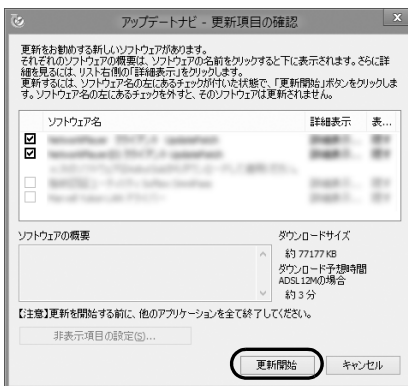 アップデートナビ - 更新項目の確認
x
更新をお勧めする新しいソフトウェアがあります。
それぞれのソフトウェアの概要は、ソフトウェアの名前をクリックすると下に表示されます。さらに詳
細を見るには、リスト右側の「詳細表示」をクリックします。
更新するには、ソフトウェア名の左にあるチェックが付いた状態で、「更新開始」ボタンをクリックしま
す。ソフトウェア名の左にあるチェックを外すと、そのソフトウェアは更新されません。
ソフトウェア名 詳細表示 表...
ソフトウェアの概要
ダウンロードサイズ
約 77177 KB
ダウンロード予想時間
ADSL 12Mの場合
約 3 分
【注意】更新を開始する前に、他のアプリケーションを全て終了してください。
非表示項目の設定(S)...
更新開始
キャンセル